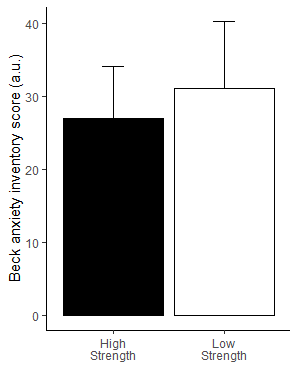 Beck anxiety inventory score (a.u.)
40
30
20
10
0
High
Strength
Low
Strength